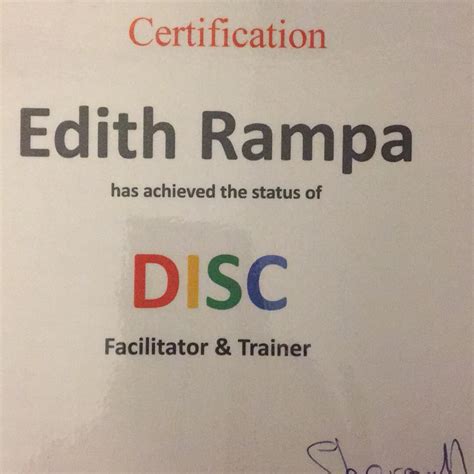 Certification
Edith Rampa
has achieved the status of
DISC
Facilitator & Trainer